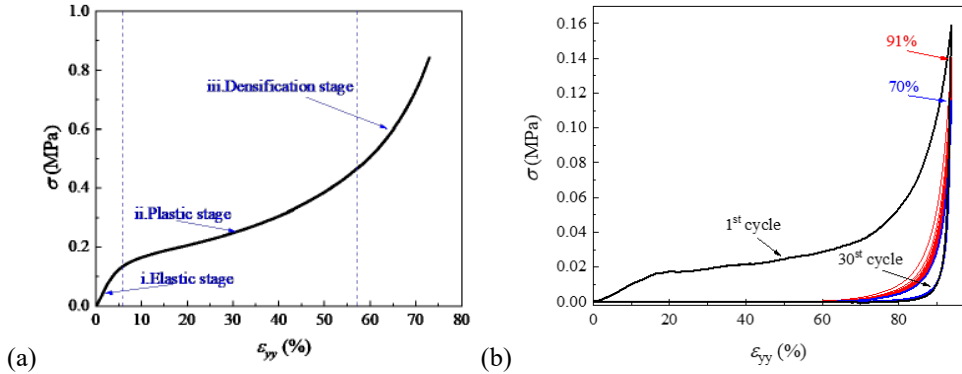 1.0
0.8
0.6
0.4
0.2
0.0
σ (MPa)
iii.Densification stage
ii.Plastic stage
i.Elastic stage
0 10 20 30 40 50 60 70 80
εyy (%)
(a)
0.16
0.14
0.12
0.10
0.08
0.06
0.04
0.02
0.00
σ (MPa)
91%
70%
1st cycle
30st cycle
0 20 40 60 80
εyy (%)
(b)